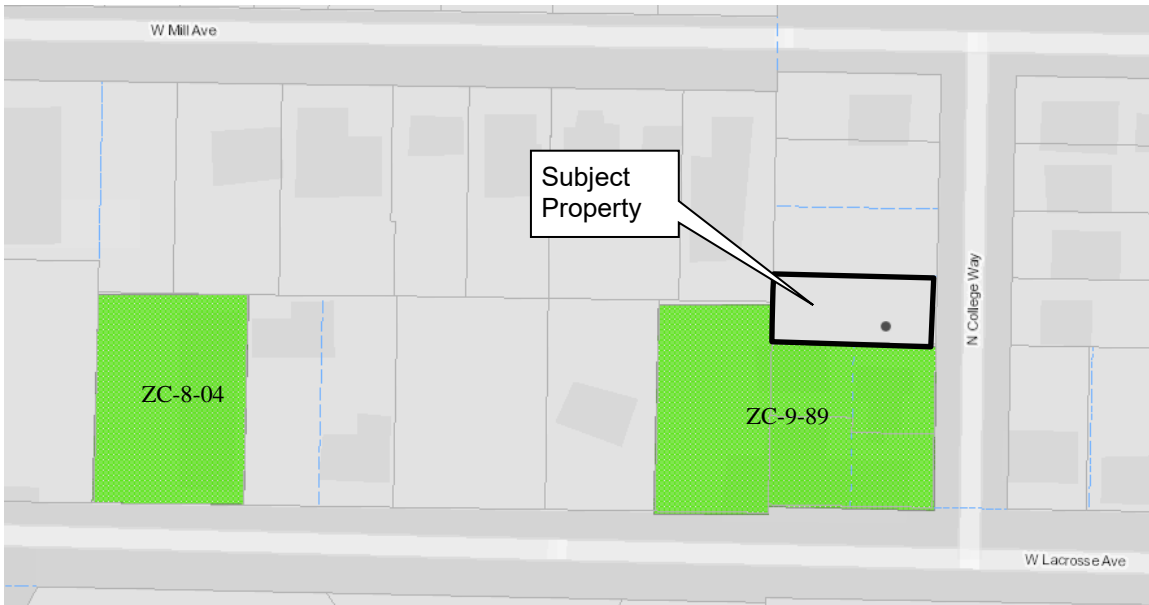 W Mill Ave
Subject
Property
N College Way
ZC-8-04
ZC-9-89
W Lacrosse Ave